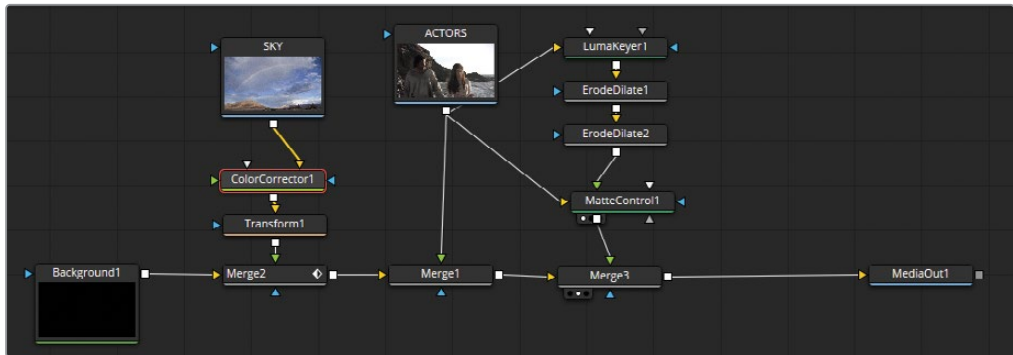 SKY
ACTORS
LumaKeyer1
ErodeDilate1
ErodeDilate2
ColorCorrector1
MatteControl1
Transform1
Background1
Merge2
Merge1
Merge3
MediaOut1